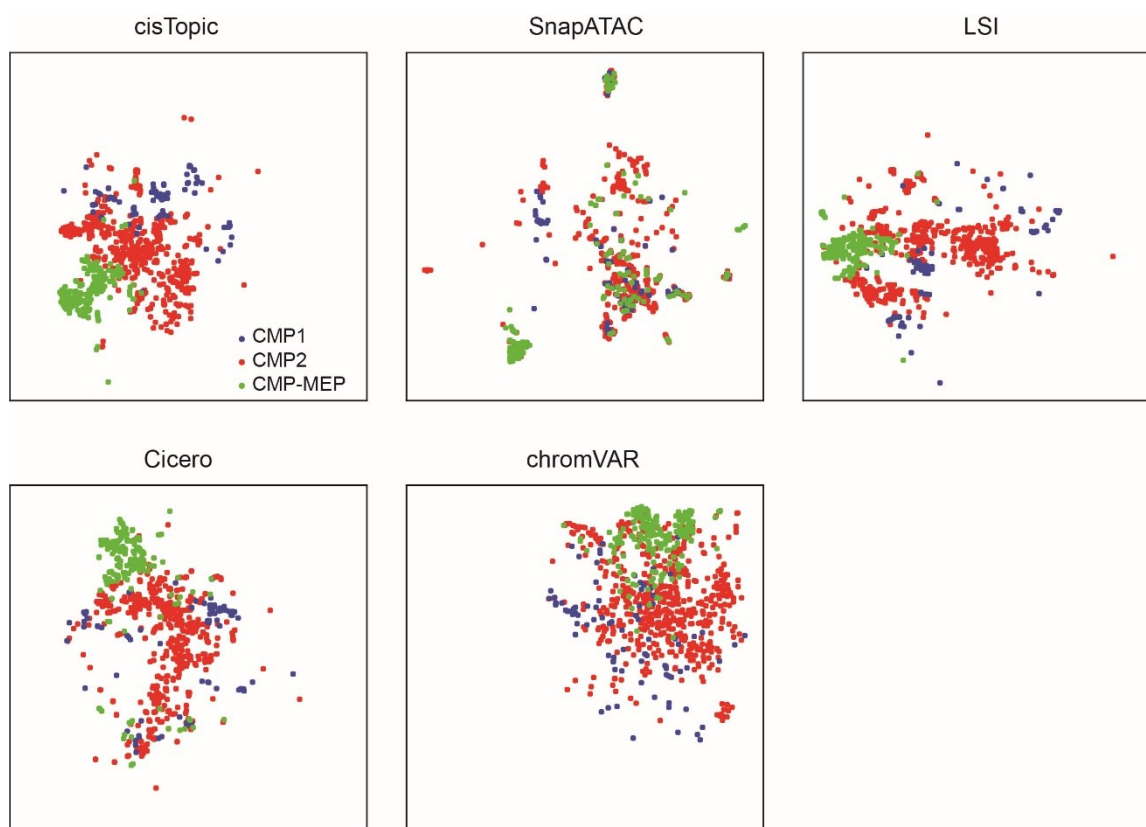 cisTopic
SnapATAC
LSI
CMP1
CMP2
CMP-MEP
Cicero
chromVAR